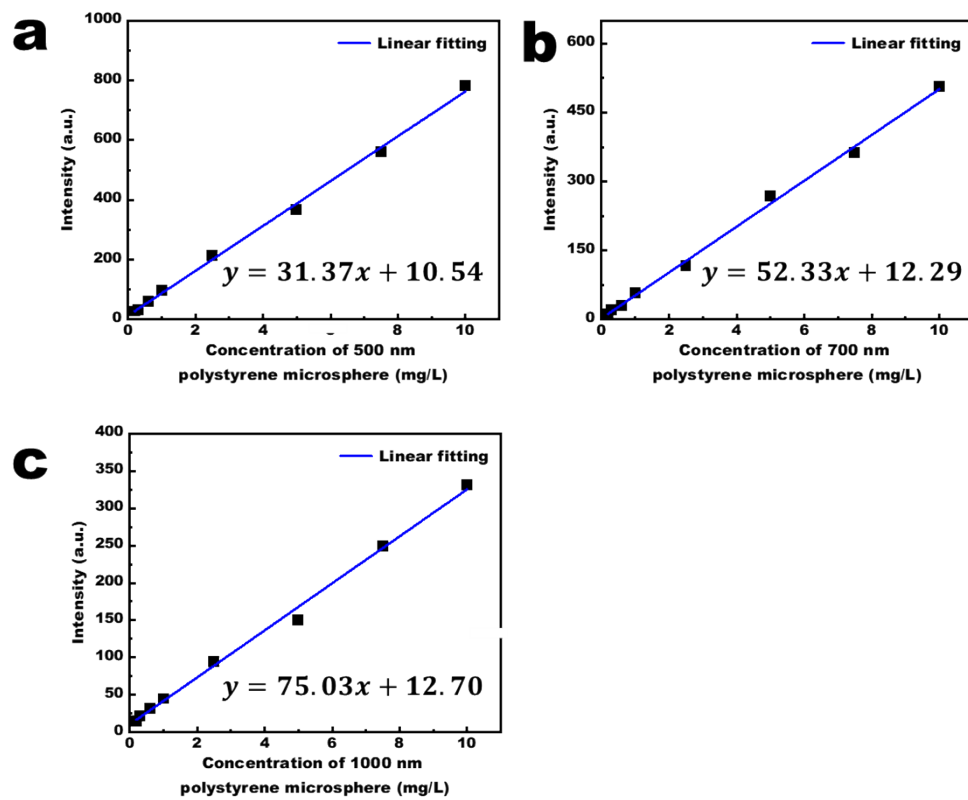 a
1000
800
600
400
200
0
0 2 4 6 8 10
Intensity (a.u.)
Linear fitting
y = 31.37x + 10.54
Concentration of 500 nm
polystyrene microsphere (mg/L)
b
600
450
300
150
0
0 2 4 6 8 10
Intensity (a.u.)
Linear fitting
y = 52.33x + 12.29
Concentration of 700 nm
polystyrene microsphere (mg/L)
c
400
350
300
250
200
150
100
50
0
0 2 4 6 8 10
Intensity (a.u.)
Linear fitting
y = 75.03x + 12.70
Concentration of 1000 nm
polystyrene microsphere (mg/L)